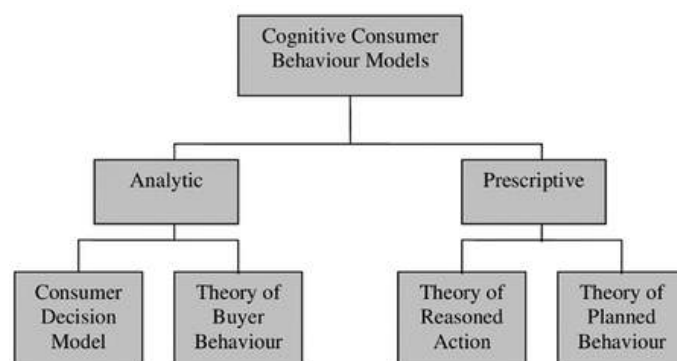 Cognitive Consumer
Behaviour Models
Analytic
Prescriptive
Consumer
Decision
Model
Theory of
Buyer
Behaviour
Theory of
Reasoned
Action
Theory of
Planned
Behaviour